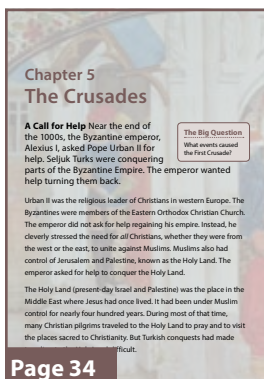 Chapter 5
The Crusades
A Call for Help Near the end of
the 1000s, the Byzantine emperor,
Alexius I, asked Pope Urban II for
help. Seljuk Turks were conquering
parts of the Byzantine Empire. The emperor wanted
help turning them back.
The Big Question
What events caused
the First Crusade?
Urban II was the religious leader of Christians in western Europe. The
Byzantines were members of the Eastern Orthodox Christian Church.
The emperor did not ask for help regaining his empire. Instead, he
cleverly stressed the need for all Christians, whether they were from
the west or the east, to unite against Muslims. Muslims also had
control of Jerusalem and Palestine, known as the Holy Land. The
emperor asked for help to conquer the Holy Land.
The Holy Land (present-day Israel and Palestine) was the place in the
Middle East where Jesus had once lived. It had been under Muslim
control for nearly four hundred years. During most of that time,
many Christian pilgrims traveled to the Holy Land to pray and to visit
the places sacred to Christianity. But Turkish conquests had made
difficult.
Page 34